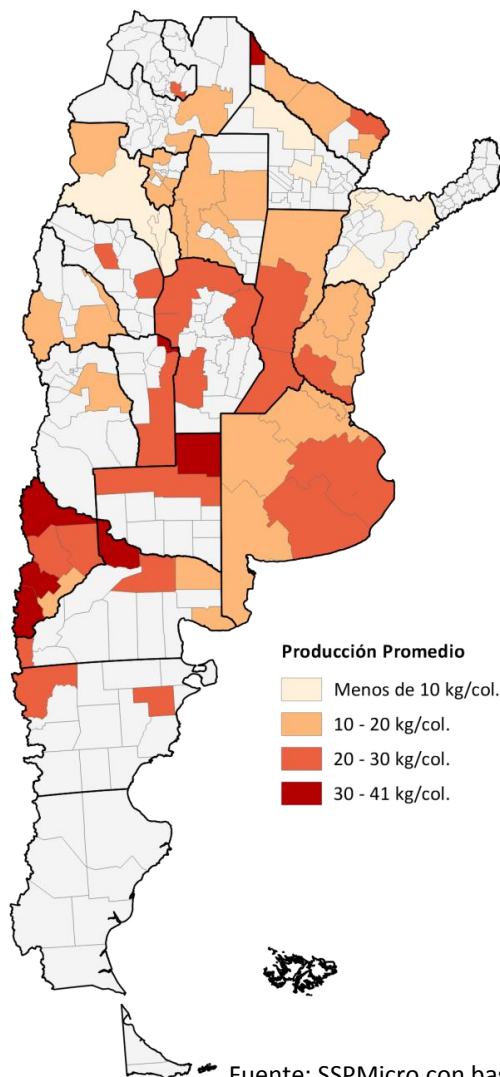 Producción Promedio
Menos de 10 kg/col.
10 - 20 kg/col.
20 - 30 kg/col.
30 - 41 kg/col.
Fuente: SSPMicro con bas